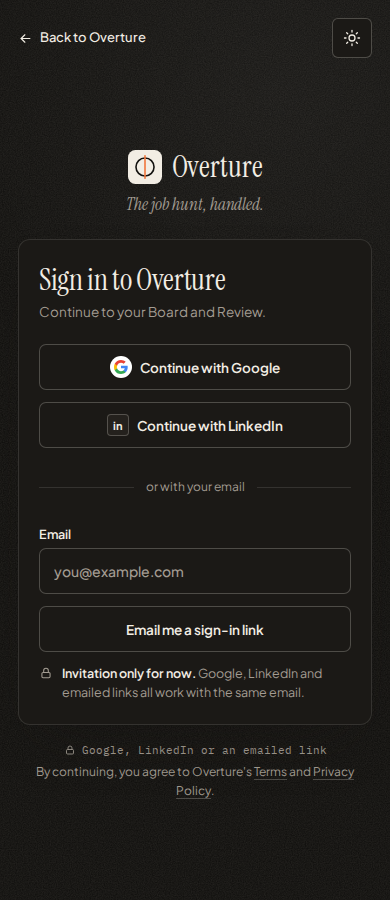 ← Back to Overture
Overture
The job hunt, handled.
Sign in to Overture
Continue to your Board and Review.
Continue with Google
in Continue with LinkedIn
or with your email
Email
you@example.com
Email me a sign-in link
Invitation only for now. Google, LinkedIn and
emailed links all work with the same email.
Google, LinkedIn or an emailed link
By continuing, you agree to Overture's Terms and Privacy
Policy.